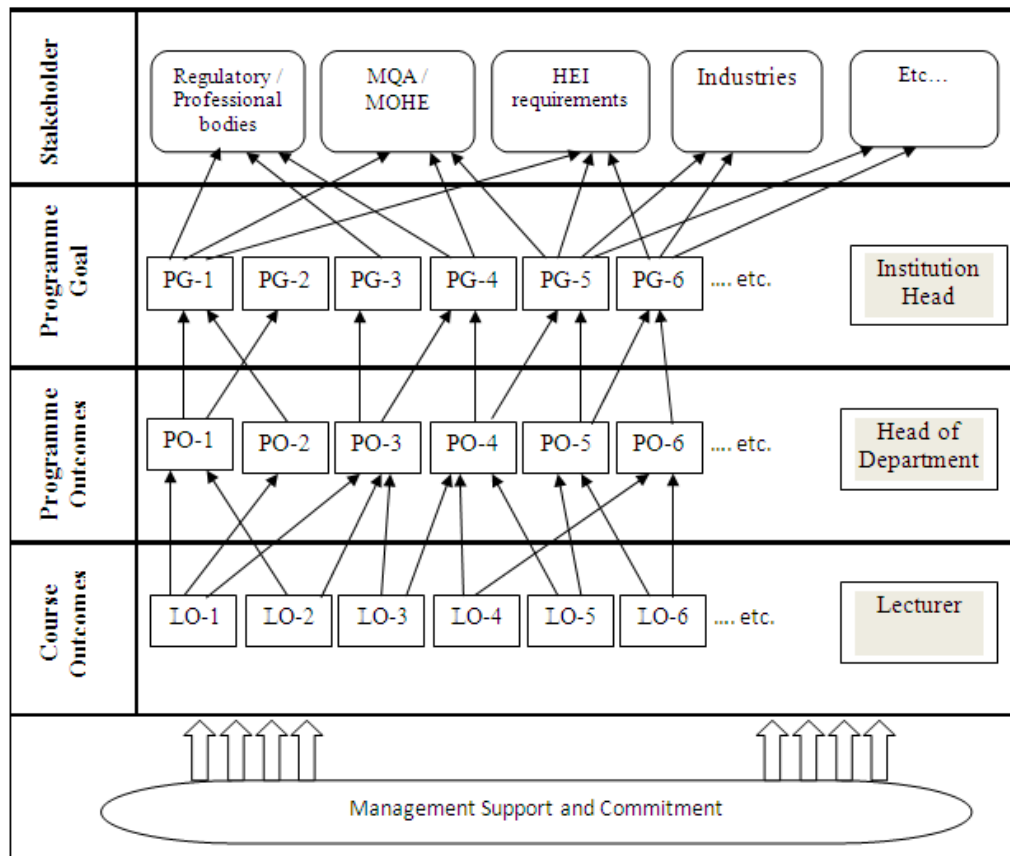 Stakeholder
Regulatory /
Professional
bodies
MQA /
MOHE
HEI
requirements
Industries
Etc...
Programme
Goal
PG-1
PG-2
PG-3
PG-4
PG-5
PG-6
.... etc.
Institution
Head
Programme
Outcomes
PO-1
PO-2
PO-3
PO-4
PO-5
PO-6
.... etc.
Head of
Department
Course
Outcomes
LO-1
LO-2
LO-3
LO-4
LO-5
LO-6
.... etc.
Lecturer
Management Support and Commitment